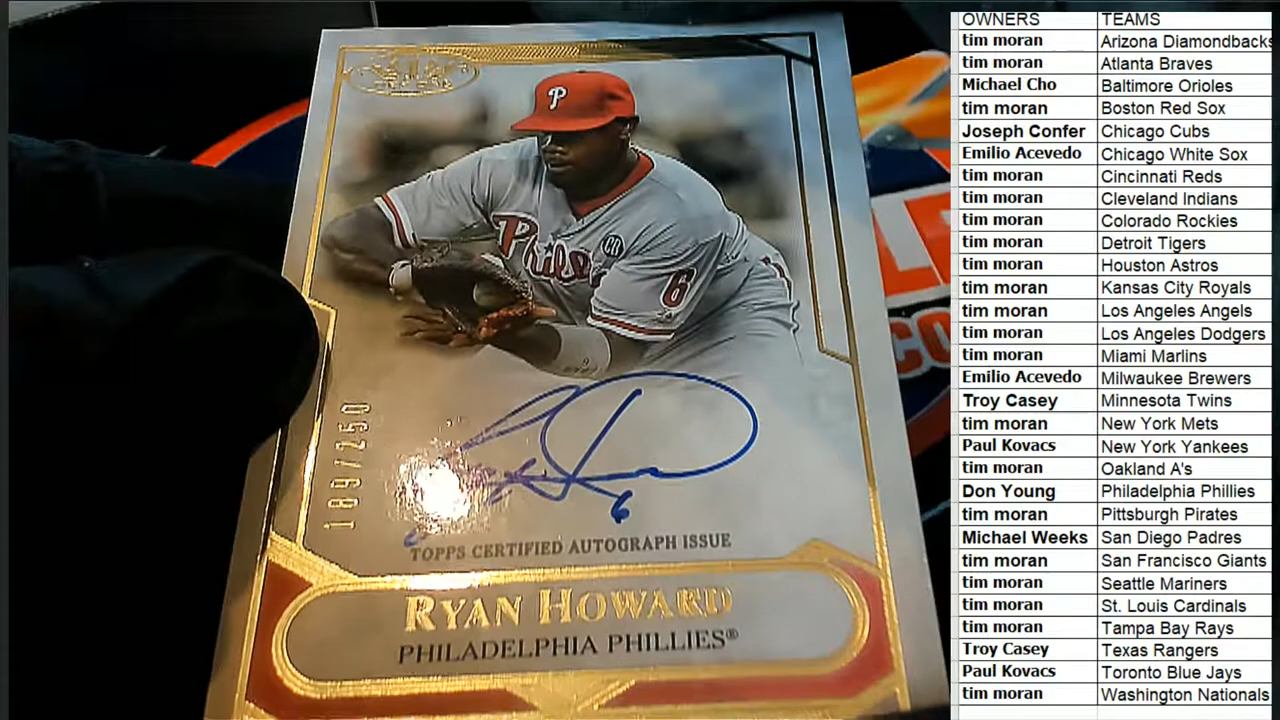 P
Phillies
6
189/250
6
TOPPS CERTIFIED AUTOGRAPH ISSUE
RYAN HOWARD
PHILADELPHIA PHILLIES®
OWNERS TEAMS
tim moran Arizona Diamondbacks
tim moran Atlanta Braves
Michael Cho Baltimore Orioles
tim moran Boston Red Sox
Joseph Confer Chicago Cubs
Emilio Acevedo Chicago White Sox
tim moran Cincinnati Reds
tim moran Cleveland Indians
tim moran Colorado Rockies
tim moran Detroit Tigers
tim moran Houston Astros
tim moran Kansas City Royals
tim moran Los Angeles Angels
tim moran Los Angeles Dodgers
tim moran Miami Marlins
Emilio Acevedo Milwaukee Brewers
Troy Casey Minnesota Twins
tim moran New York Mets
Paul Kovacs New York Yankees
tim moran Oakland A's
Don Young Philadelphia Phillies
tim moran Pittsburgh Pirates
Michael Weeks San Diego Padres
tim moran San Francisco Giants
tim moran Seattle Mariners
tim moran St. Louis Cardinals
tim moran Tampa Bay Rays
Troy Casey Texas Rangers
Paul Kovacs Toronto Blue Jays
tim moran Washington Nationals